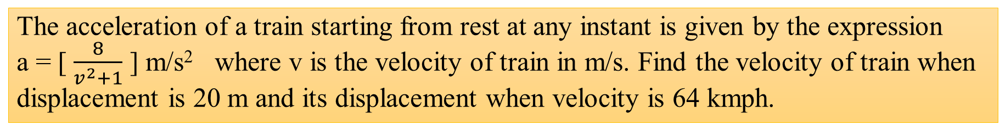 The acceleration of a train starting from rest at any instant is given by the expression
a = [ \frac{8}{v^2+1} ] m/s² where v is the velocity of train in m/s. Find the velocity of train when
displacement is 20 m and its displacement when velocity is 64 kmph.